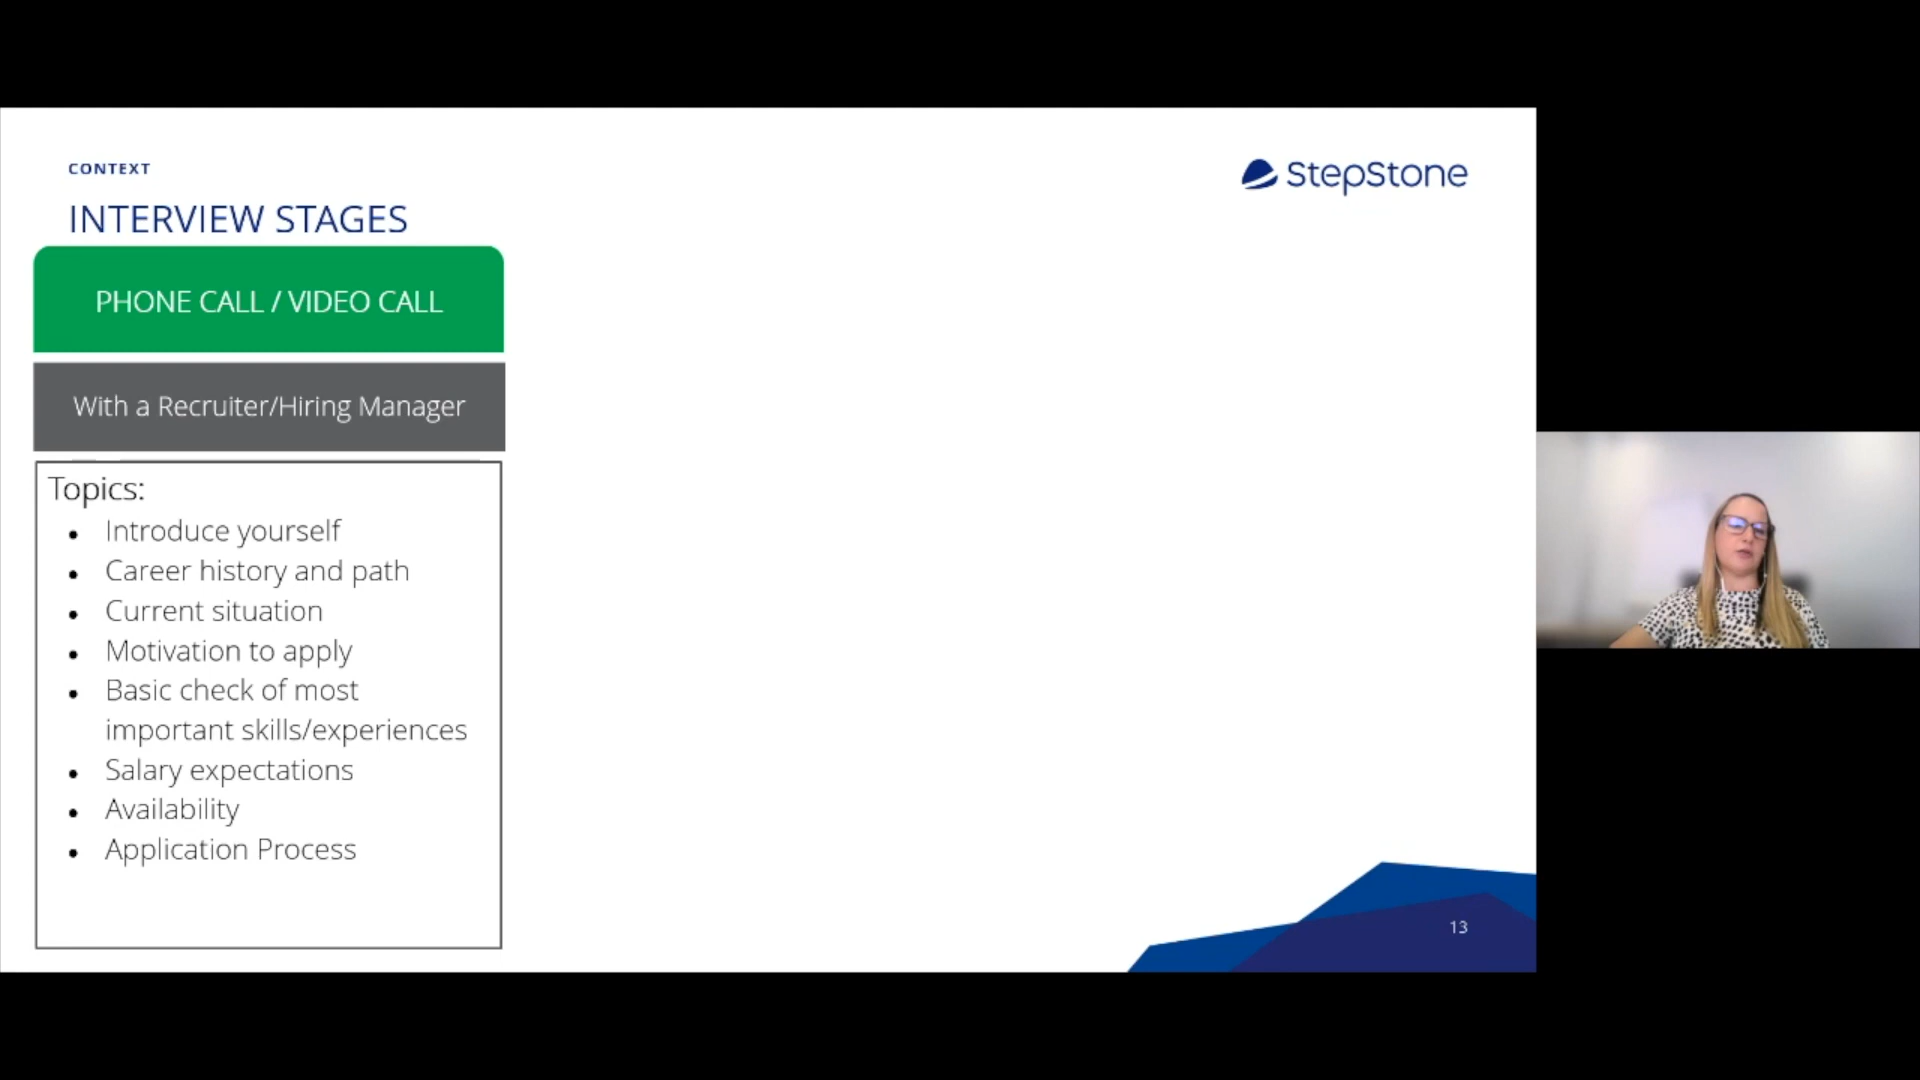 CONTEXT
StepStone
INTERVIEW STAGES
PHONE CALL / VIDEO CALL
With a Recruiter/Hiring Manager
Topics:
• Introduce yourself
• Career history and path
• Current situation
• Motivation to apply
• Basic check of most
important skills/experiences
• Salary expectations
• Availability
• Application Process
13